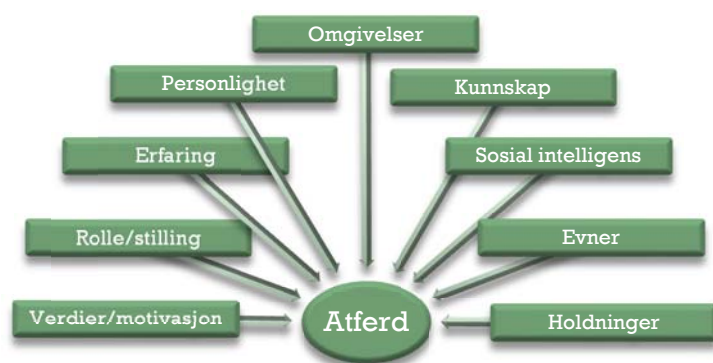 Omgivelser
Personlighet
Kunnskap
Erfaring
Sosial intelligens
Rolle/stilling
Evner
Verdier/motivasjon
Atferd
Holdninger